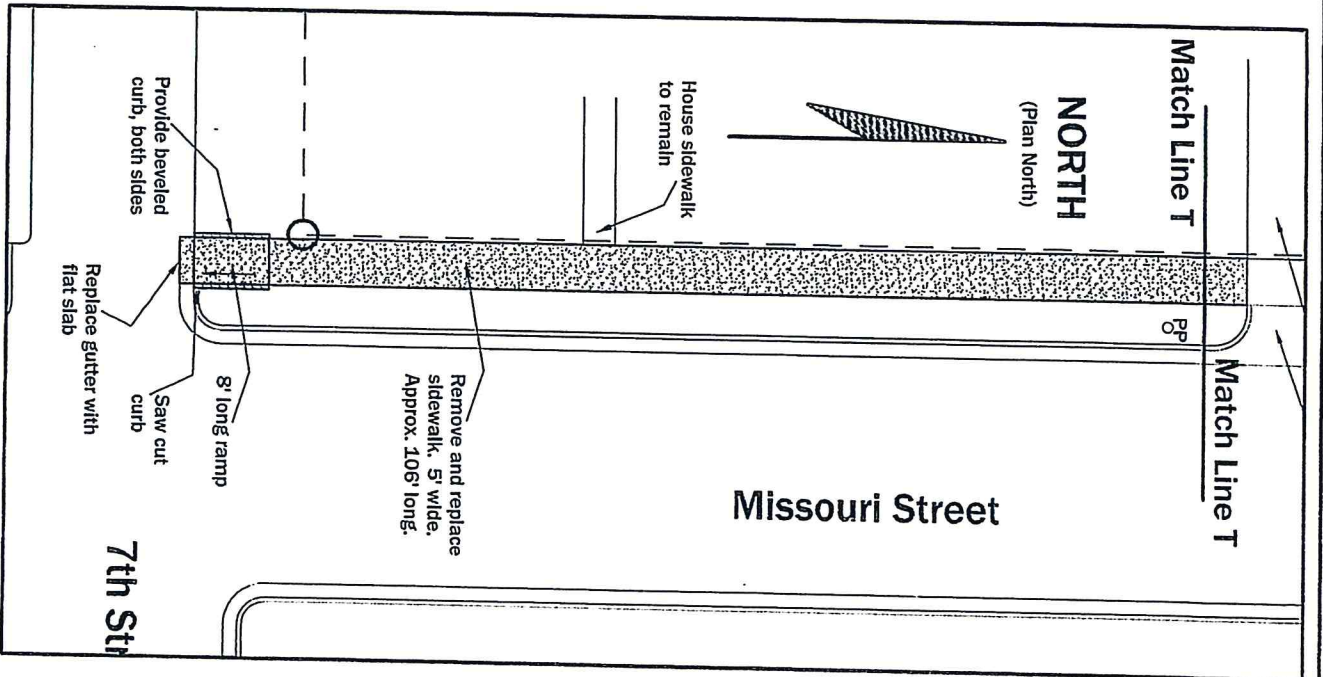 Match Line T
Match Line T
NORTH
(Plan North)
House sidewalk
to remain
PP
Missouri Street
Remove and replace
sidewalk. 5' wide.
Approx. 106' long.
Provide beveled
curb, both sides
8' long ramp
Saw cut
curb
Replace gutter with
flat slab
7th Str